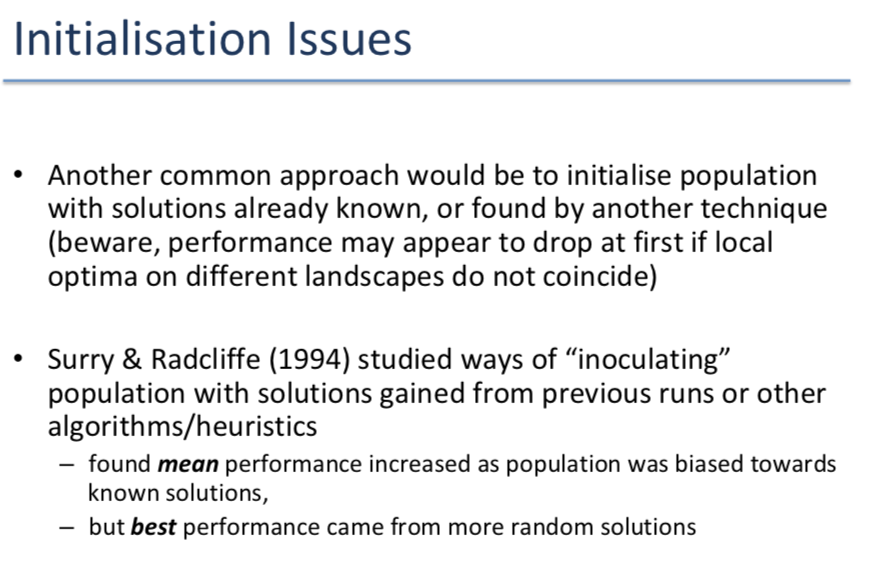 Initialisation Issues
• Another common approach would be to initialise population
with solutions already known, or found by another technique
(beware, performance may appear to drop at first if local
optima on different landscapes do not coincide)
• Surry & Radcliffe (1994) studied ways of “inoculating”
population with solutions gained from previous runs or other
algorithms/heuristics
– found mean performance increased as population was biased towards
known solutions,
– but best performance came from more random solutions